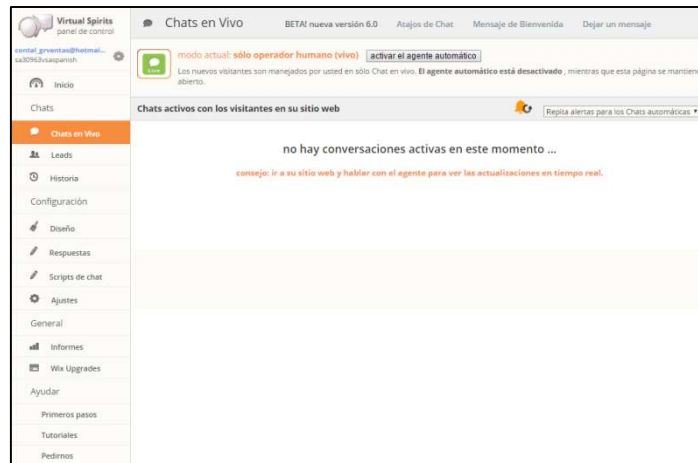 Virtual Spirits
panel de control
contal_grventas@hotmai...
sa30963vsaspanish
Inicio
Chats
Chats en Vivo
Leads
Historia
Configuración
Diseño
Respuestas
Scripts de chat
Ajustes
General
Informes
Wix Upgrades
Ayudar
Primeros pasos
Tutoriales
Pedirnos
Chats en Vivo
BETA! nueva versión 6.0
Atajos de Chat
Mensaje de Bienvenida
Dejar un mensaje
Live
modo actual: sólo operador humano (vivo) activar el agente automático
Los nuevos visitantes son manejados por usted en sólo Chat en vivo. El agente automático está desactivado , mientras que esta página se mantiene
abierto.
Chats activos con los visitantes en su sitio web
Repita alertas para los Chats automáticas
no hay conversaciones activas en este momento ...
consejo: ir a su sitio web y hablar con el agente para ver las actualizaciones en tiempo real.